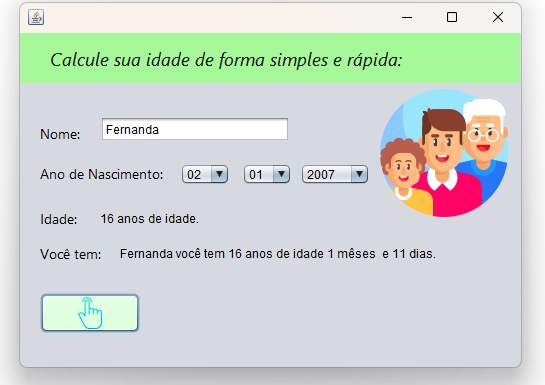 Calcule sua idade de forma simples e rápida:
Nome: Fernanda
Ano de Nascimento: 02 01 2007
Idade: 16 anos de idade.
Você tem: Fernanda você tem 16 anos de idade 1 mêses e 11 dias.